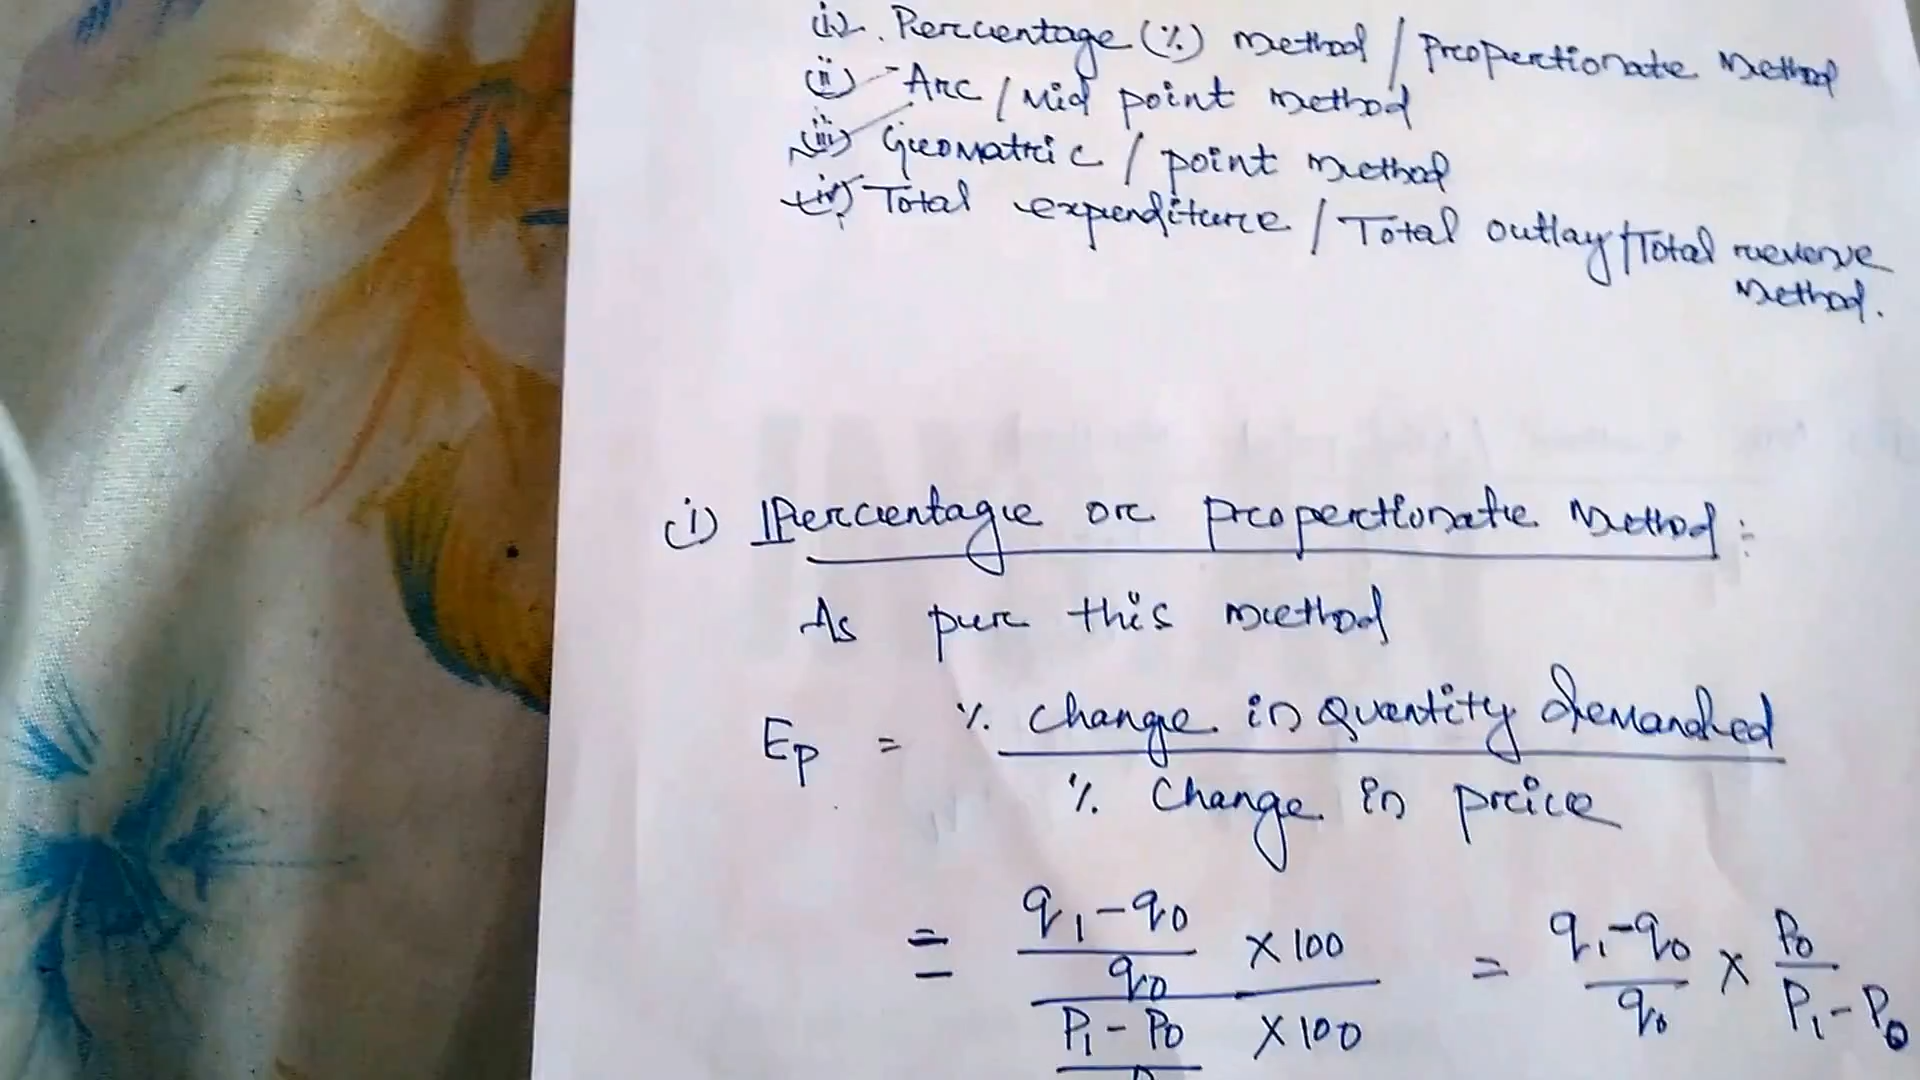 (i). Percentage (%) Method / Propertionate Method
(ii) Arc / Mid point Method
(iii) Geomatric / point Method
(iv) Total expenditure / Total outlay / Total revenue
Method.
(i) Percentage or propertionate Method:
As per this method
Ep = % change in Quantity demanded
% Change in price
= q₁-q₀ / q₀ × 100 = q₁-q₀ / q₀ × P₀ / P₁-P₀
P₁-P₀ × 100